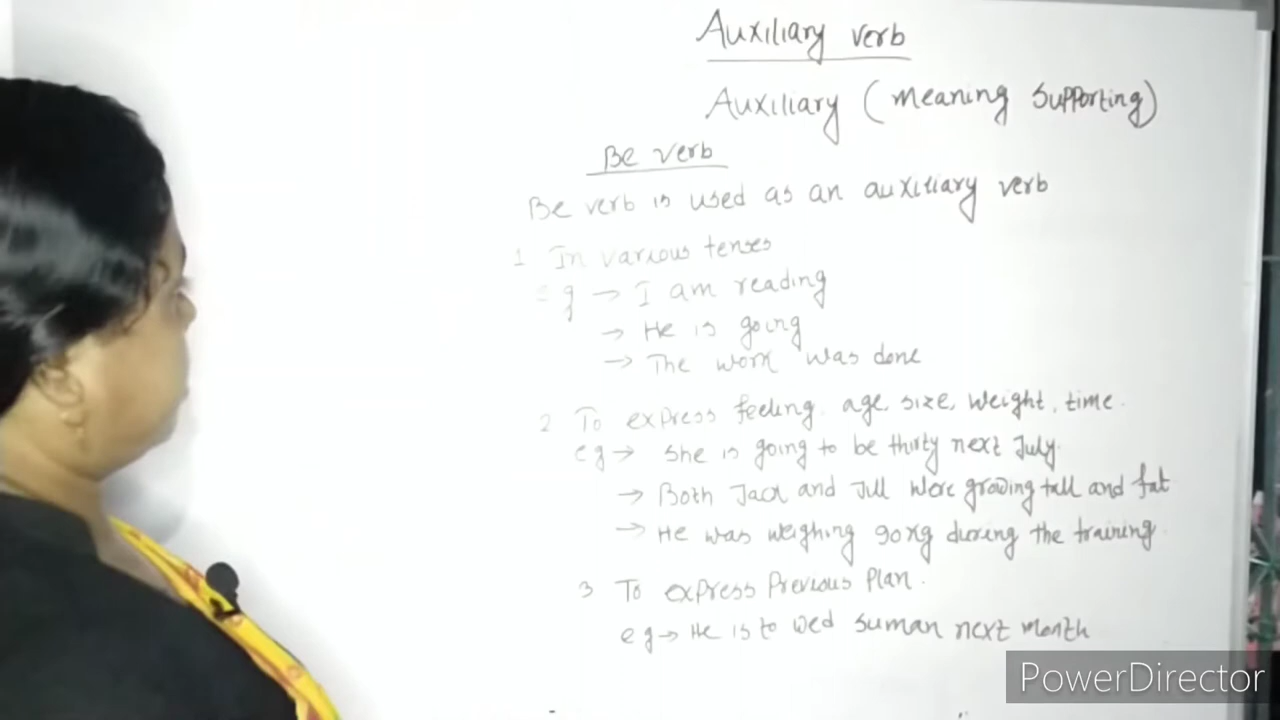 Auxiliary verb
Auxiliary (meaning supporting)
Be verb
Be verb is used as an auxiliary verb
1 In various tenses
eg → I am reading
→ He is going
→ The work was done
2 To express feeling, age, size, weight, time.
eg → She is going to be thirty next July.
→ Both Jack and Jill were growing tall and fat
→ He was weighing 90kg during the training.
3 To express Previous Plan.
eg → He is to wed suman next month
PowerDirector